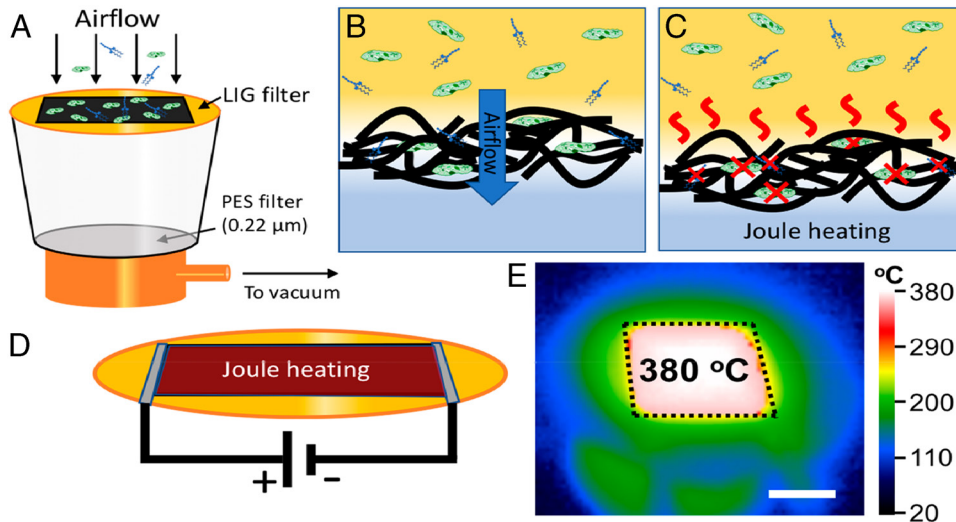 A
Airflow
LIG filter
PES filter
(0.22 µm)
To vacuum
B
Airflow
C
Joule heating
D
Joule heating
+ -
E
380 °C
°C
380
290
200
110
20